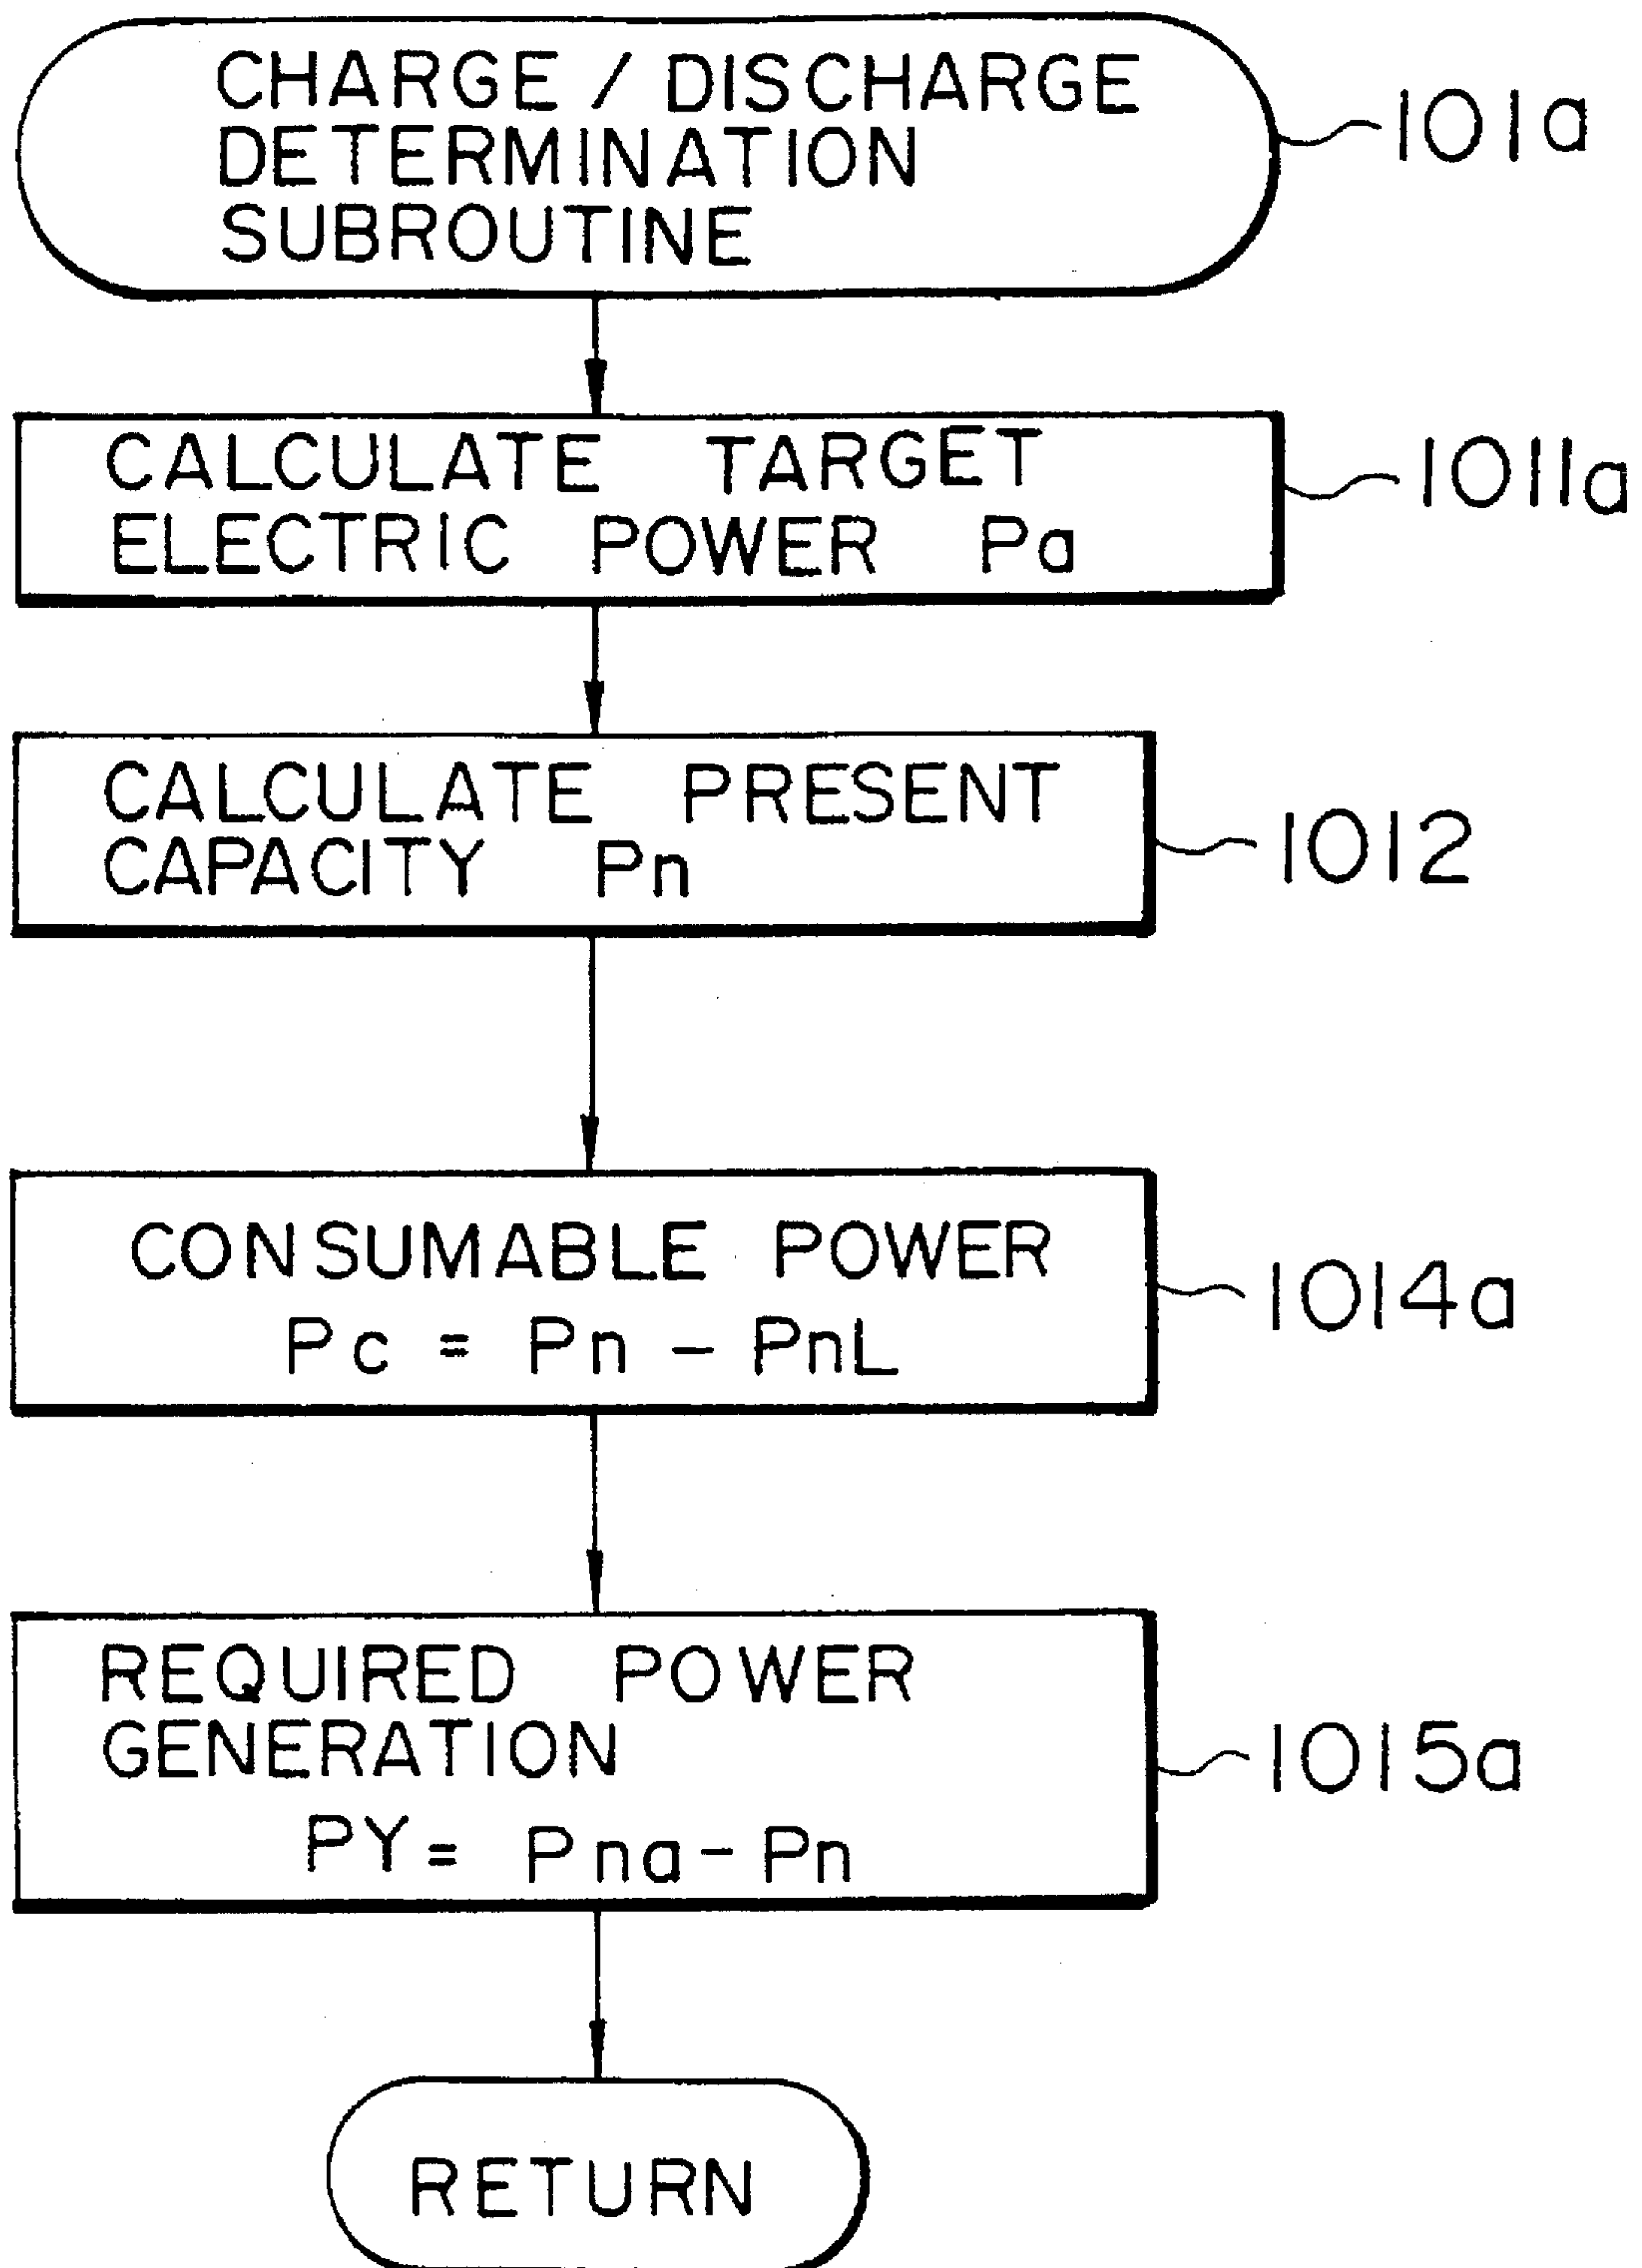 CHARGE / DISCHARGE
DETERMINATION
SUBROUTINE
101a
CALCULATE TARGET
ELECTRIC POWER Pa
1011a
CALCULATE PRESENT
CAPACITY Pn
1012
CONSUMABLE POWER
Pc = Pn - PnL
1014a
REQUIRED POWER
GENERATION
PY = Pna - Pn
1015a
RETURN